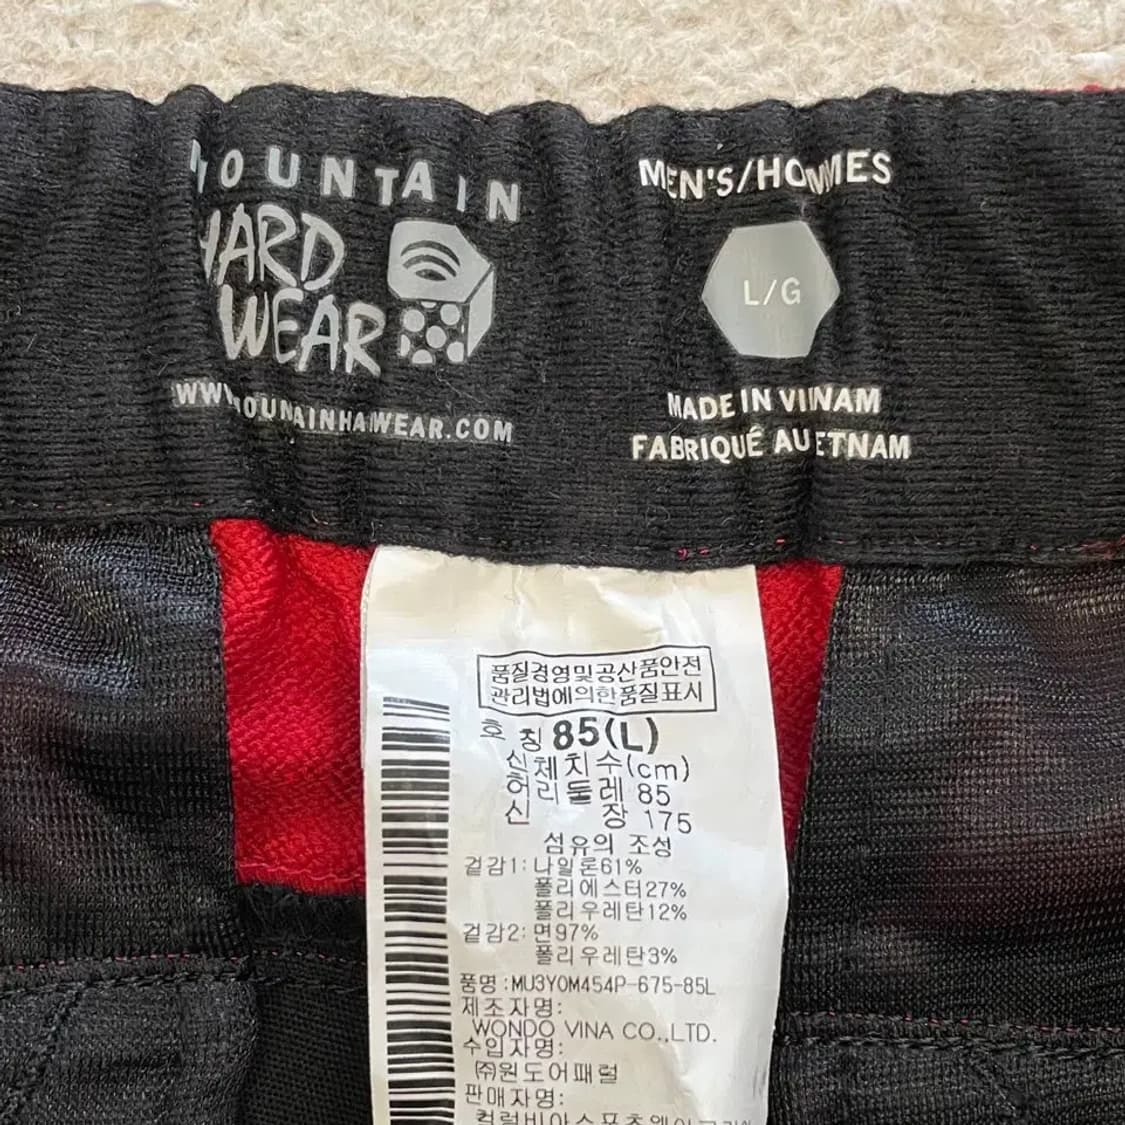 MOUNTAIN
HARD
WEAR
MEN'S/HOMMES
L/G
MADE IN VIINAM
FABRIQUÉ AU ETNAM
품질경영및공산품안전
관리법에의한품질표시
호 칭 85(L)
신체치수(cm)
허리둘레 85
신 장 175
섬유의 조성
겉감1: 나일론61%
폴리에스터27%
폴리우레탄12%
겉감2: 면97%
폴리우레탄3%
품명 : MU3YOM454P-675-85L
제조자명:
WONDO VINA CO.,LTD.
수입자명:
㈜원도어패럴
판매자명: